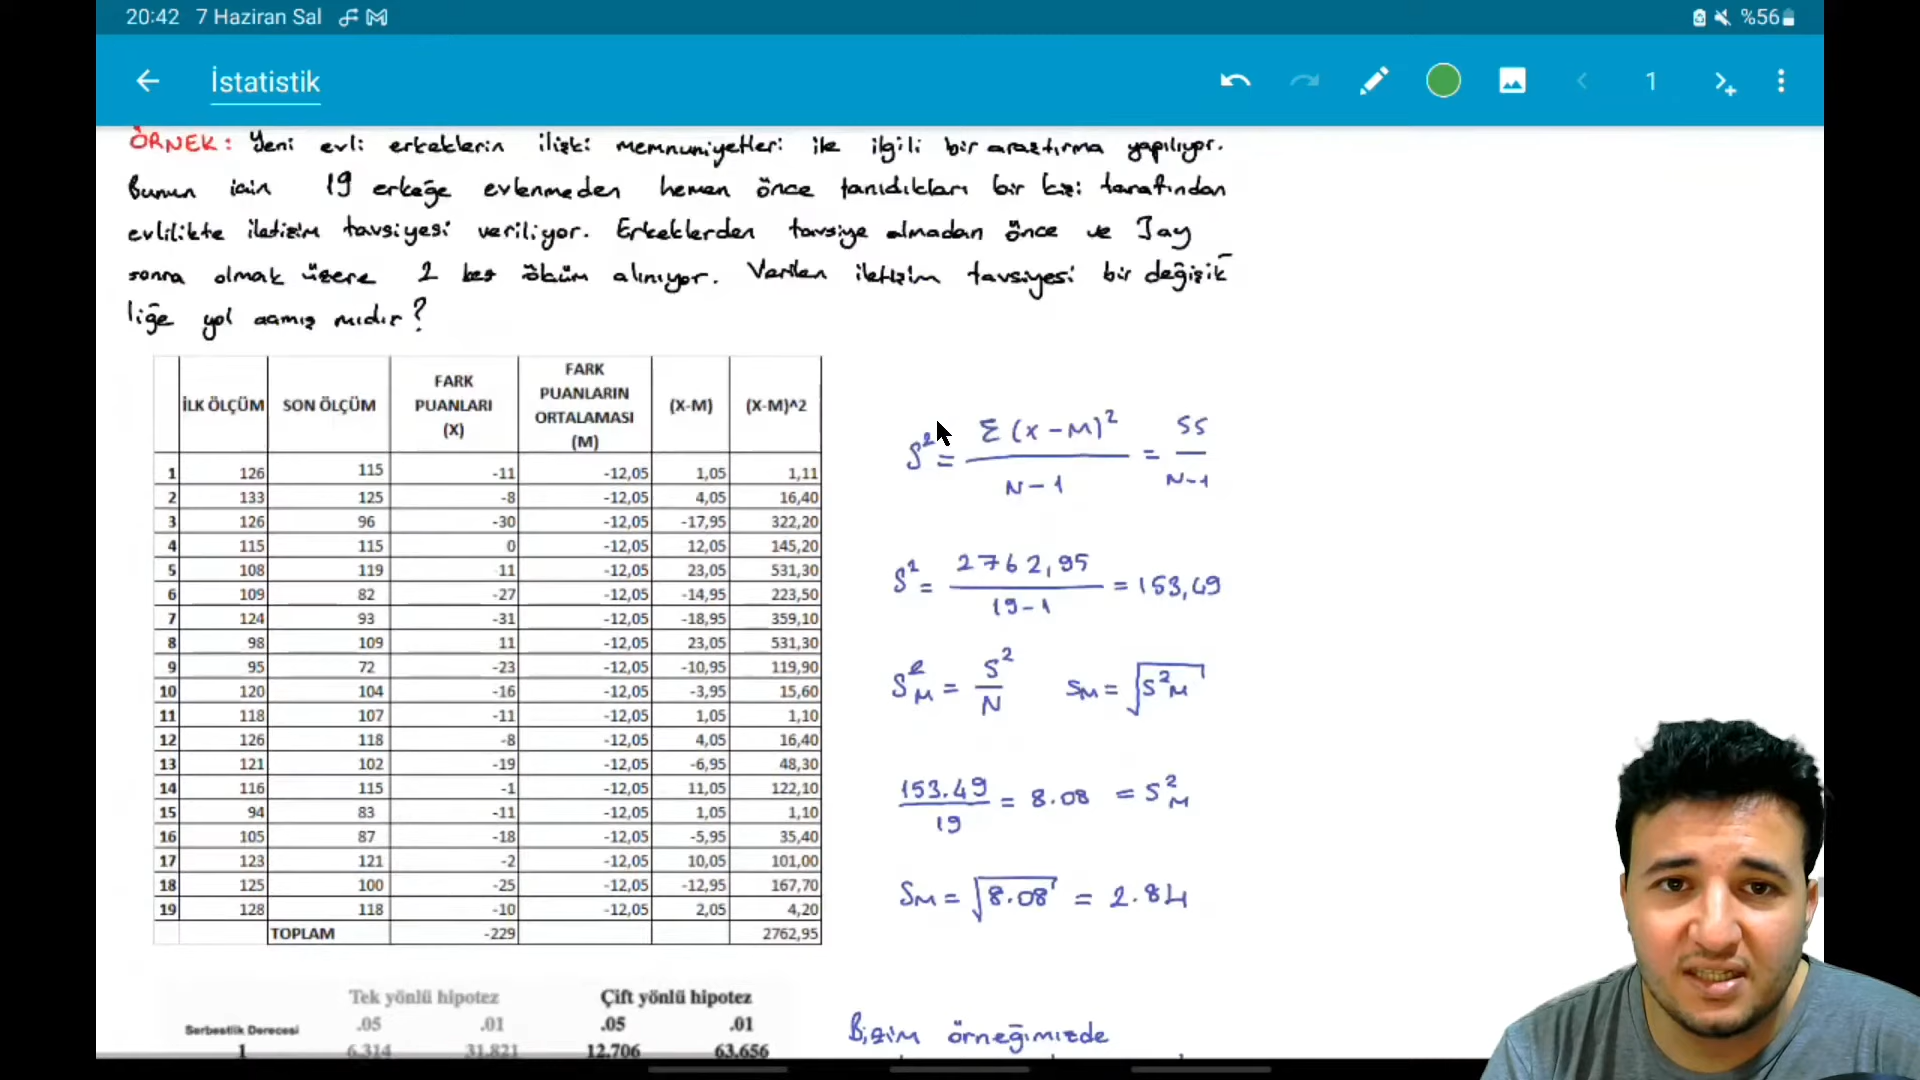 20:42 7 Haziran Sal %56
İstatistik 1
ÖRNEK: Yeni evli erkeklerin ilişki memnuniyetleri ile ilgili bir araştırma yapılıyor.
Bunun için 19 erkeğe evlenmeden hemen önce tanıdıkları bir kişi tarafından
evlilikte iletişim tavsiyesi veriliyor. Erkeklerden tavsiye almadan önce ve 3 ay
sonra olmak üzere 2 kez ölçüm alınıyor. Verilen iletişim tavsiyesi bir değişik-
liğe yol açmış mıdır?
İLK ÖLÇÜM SON ÖLÇÜM FARK PUANLARI (X) FARK PUANLARIN ORTALAMASI (M) (X-M) (X-M)^2
1 126 115 -11 -12,05 1,05 1,11
2 133 125 -8 -12,05 4,05 16,40
3 126 96 -30 -12,05 -17,95 322,20
4 115 115 0 -12,05 12,05 145,20
5 108 119 11 -12,05 23,05 531,30
6 109 82 -27 -12,05 -14,95 223,50
7 124 93 -31 -12,05 -18,95 359,10
8 98 109 11 -12,05 23,05 531,30
9 95 72 -23 -12,05 -10,95 119,90
10 120 104 -16 -12,05 -3,95 15,60
11 118 107 -11 -12,05 1,05 1,10
12 126 118 -8 -12,05 4,05 16,40
13 121 102 -19 -12,05 -6,95 48,30
14 116 115 -1 -12,05 11,05 122,10
15 94 83 -11 -12,05 1,05 1,10
16 105 87 -18 -12,05 -5,95 35,40
17 123 121 -2 -12,05 10,05 101,00
18 125 100 -25 -12,05 -12,95 167,70
19 128 118 -10 -12,05 2,05 4,20
TOPLAM -229 2762,95
S² = Σ(X-M)² / N-1 = SS / N-1
S² = 2762,95 / 19-1 = 153,49
S²M = S² / N SM = √S²M
153.49 / 19 = 8.08 = S²M
SM = √8.08 = 2.84
Tek yönlü hipotez Çift yönlü hipotez
Serbestlik Derecesi .05 .01 .05 .01
1 6.314 31.821 12.706 63.656
Bizim örneğimizde